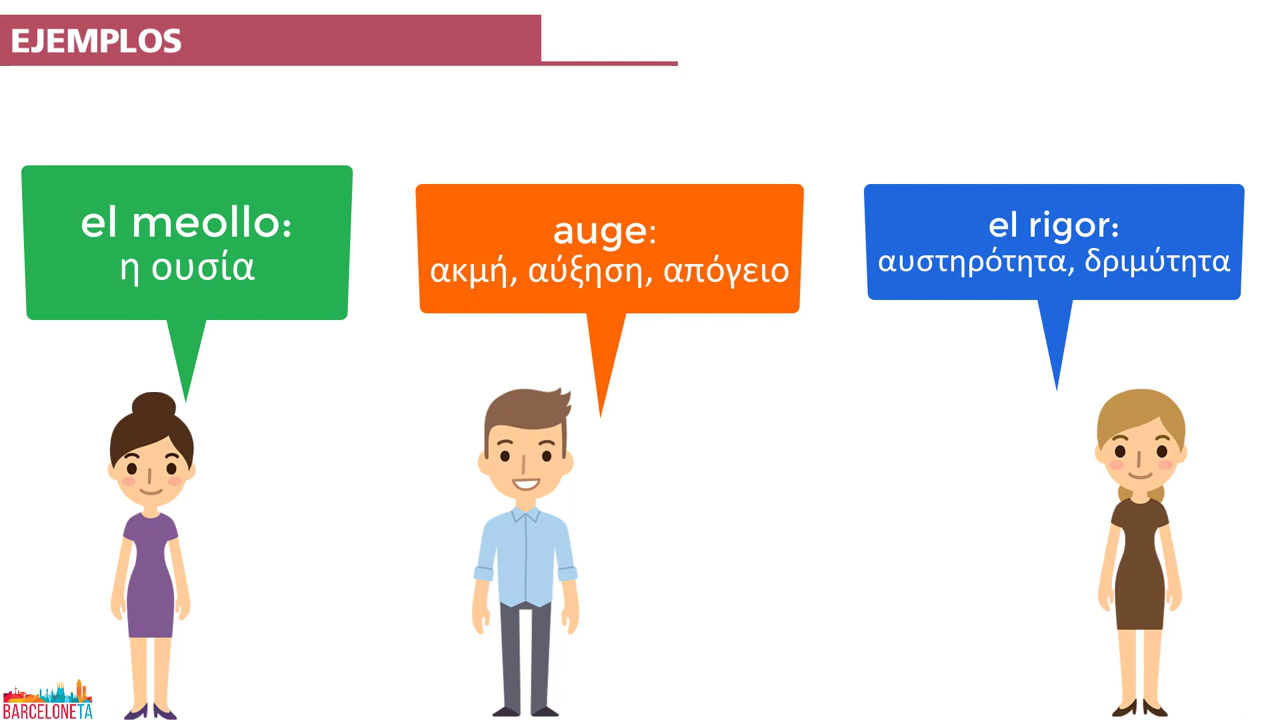 EJEMPLOS
el meollo:
η ουσία
auge:
ακμή, αύξηση, απόγειο
el rigor:
αυστηρότητα, δριμύτητα
BARCELONETA